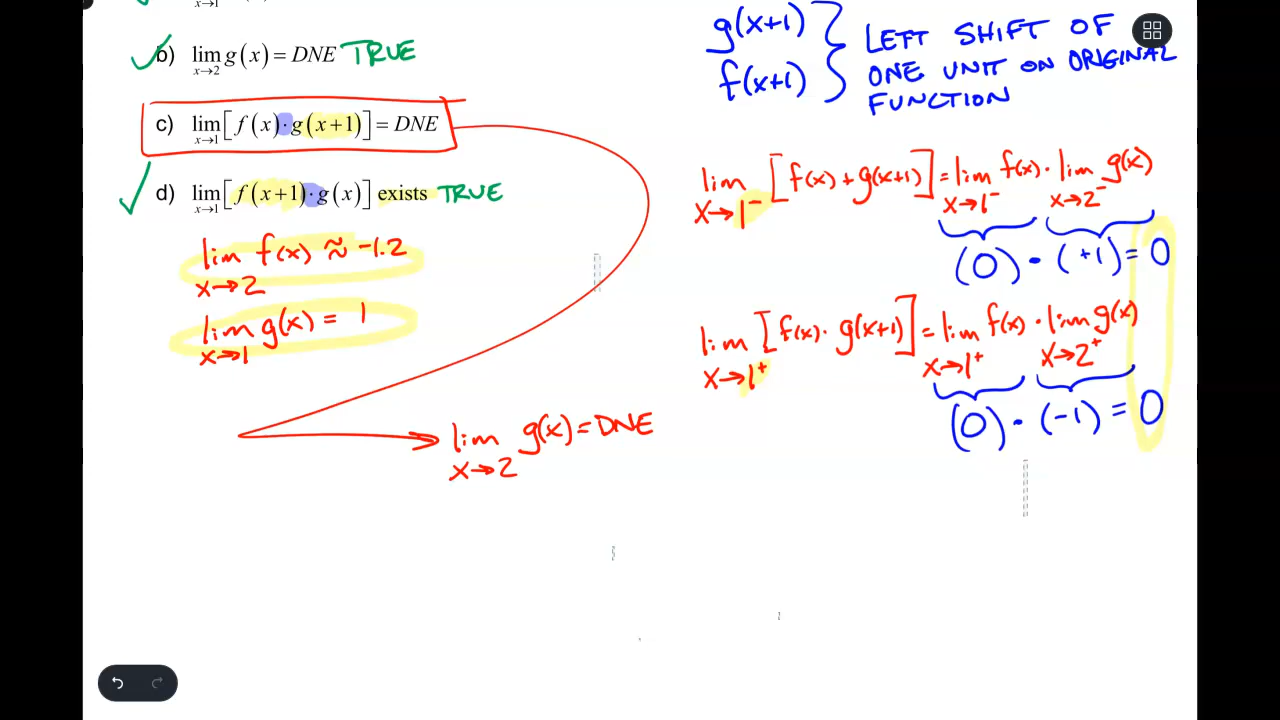 x→1
b) lim g(x) = DNE TRUE
x→2
c) lim [f(x)·g(x+1)] = DNE
x→1
d) lim [f(x+1)·g(x)] exists TRUE
x→1
lim f(x) ≈ -1.2
x→2
lim g(x) = 1
x→1
lim g(x) = DNE
x→2
g(x+1)
f(x+1)
LEFT SHIFT OF
ONE UNIT ON ORIGINAL
FUNCTION
lim [f(x)+g(x+1)] = lim f(x) · lim g(x)
x→1⁻ x→1⁻ x→2⁻
(0) · (+1) = 0
lim [f(x)· g(x+1)] = lim f(x) · lim g(x)
x→1⁺ x→1⁺ x→2⁺
(0) · (-1) = 0